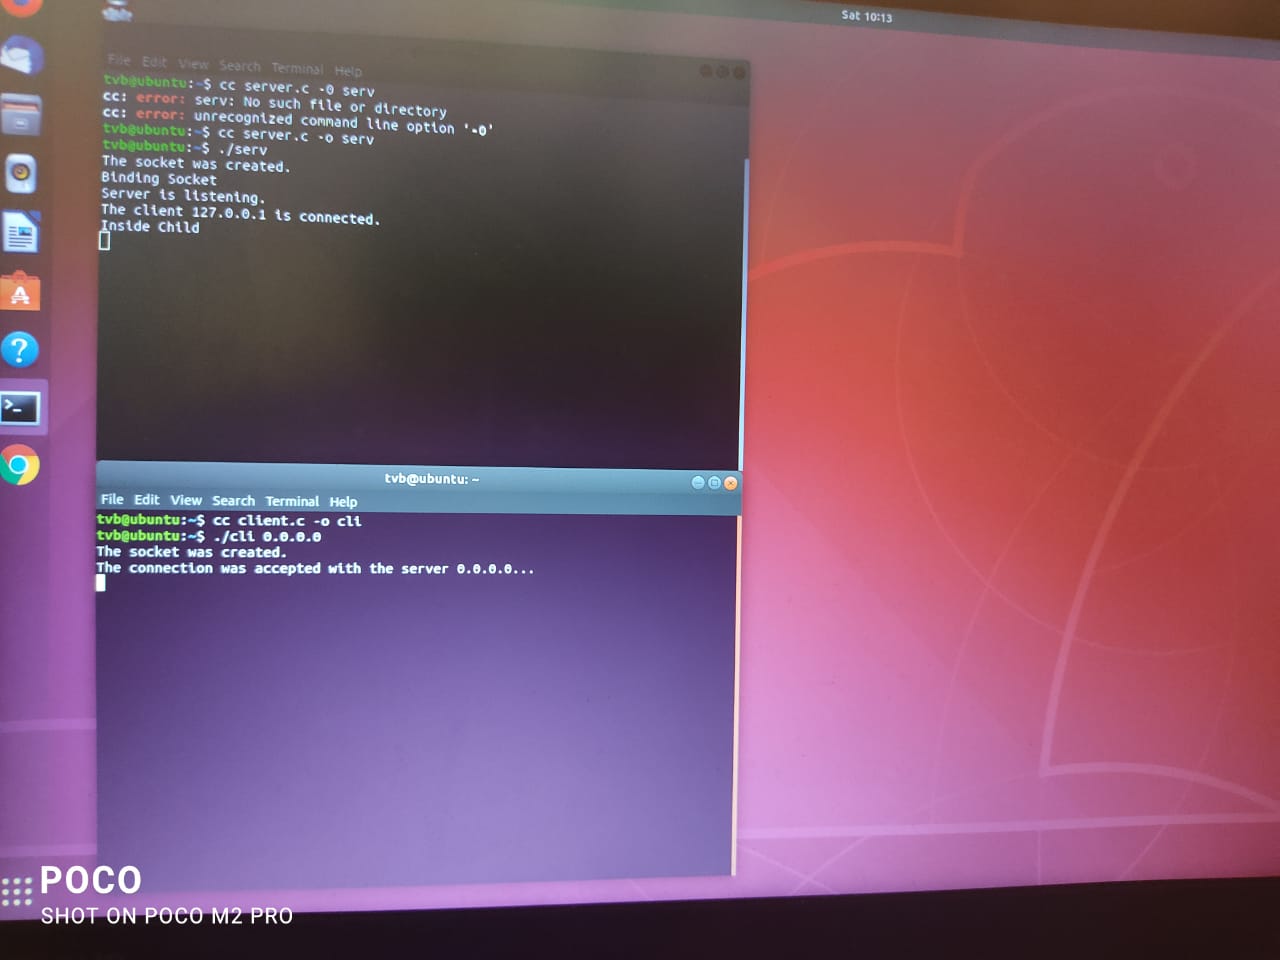 Sat 10:13
File Edit View Search Terminal Help
tvb@ubuntu:~$ cc server.c -0 serv
cc: error: serv: No such file or directory
cc: error: unrecognized command line option '-0'
tvb@ubuntu:~$ cc server.c -o serv
tvb@ubuntu:~$ ./serv
The socket was created.
Binding Socket
Server is listening.
The client 127.0.0.1 is connected.
Inside Child
tvb@ubuntu: ~
File Edit View Search Terminal Help
tvb@ubuntu:~$ cc client.c -o cli
tvb@ubuntu:~$ ./cli 0.0.0.0
The socket was created.
The connection was accepted with the server 0.0.0.0...
POCO
SHOT ON POCO M2 PRO